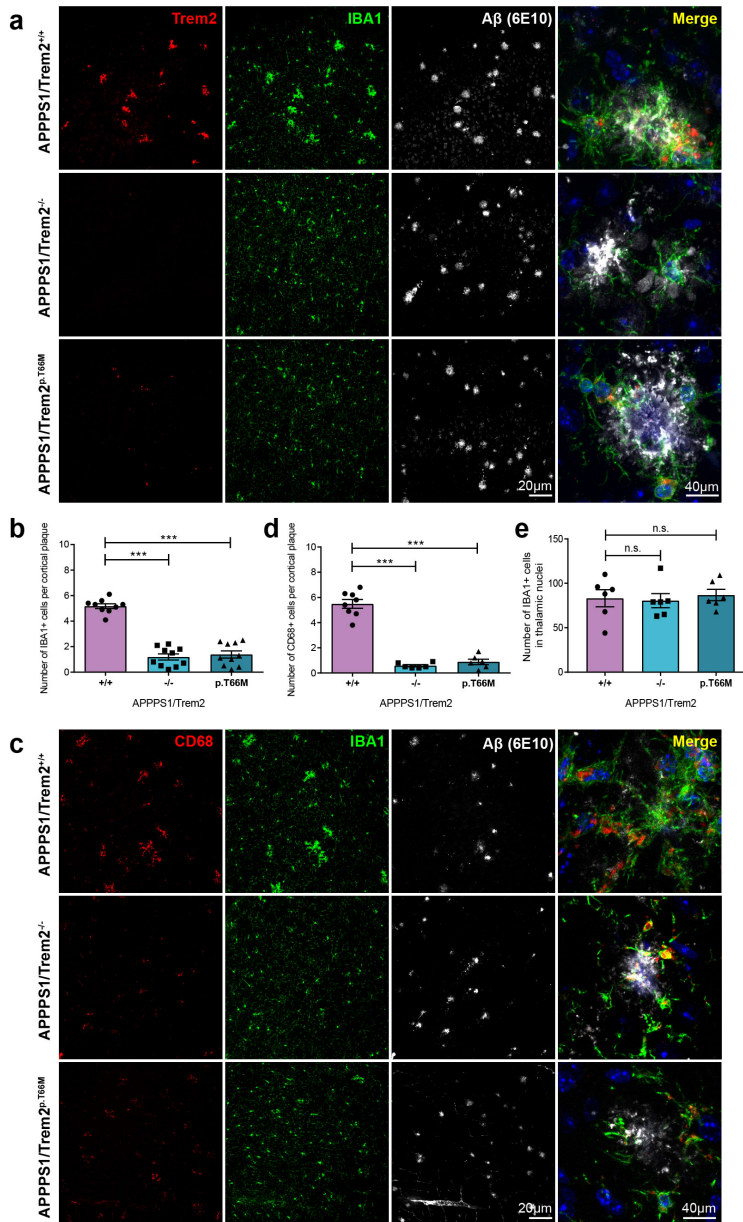 a
Trem2
IBA1
Aβ (6E10)
Merge
APPPS1/Trem2+/+
APPPS1/Trem2-/-
APPPS1/Trem2p.T66M
20µm
40µm
b
Number of IBA1+ cells per cortical plaque
10
8
6
4
2
0
***
***
+/+
-/-
p.T66M
APPPS1/Trem2
d
Number of CD68+ cells per cortical plaque
10
8
6
4
2
0
***
***
+/+
-/-
p.T66M
APPPS1/Trem2
e
Number of IBA1+ cells
in thalamic nuclei
150
100
50
0
n.s.
n.s.
+/+
-/-
p.T66M
APPPS1/Trem2
c
CD68
IBA1
Aβ (6E10)
Merge
APPPS1/Trem2+/+
APPPS1/Trem2-/-
APPPS1/Trem2p.T66M
20µm
40µm